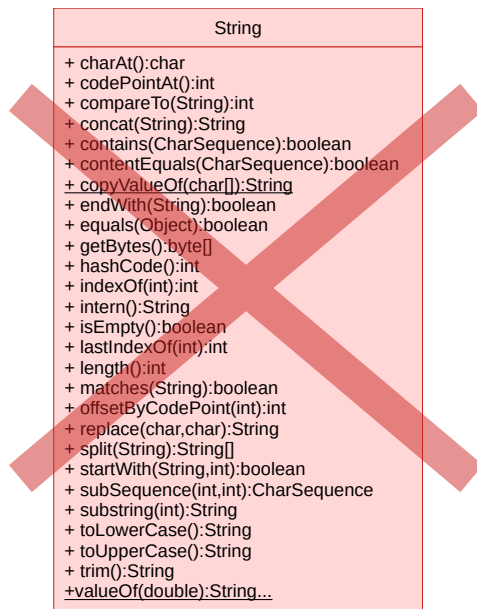 String
+ charAt():char
+ codePointAt():int
+ compareTo(String):int
+ concat(String):String
+ contains(CharSequence):boolean
+ contentEquals(CharSequence):boolean
+ copyValueOf(char[]):String
+ endWith(String):boolean
+ equals(Object):boolean
+ getBytes():byte[]
+ hashCode():int
+ indexOf(int):int
+ intern():String
+ isEmpty():boolean
+ lastIndexOf(int):int
+ length():int
+ matches(String):boolean
+ offsetByCodePoint(int):int
+ replace(char,char):String
+ split(String):String[]
+ startWith(String,int):boolean
+ subSequence(int,int):CharSequence
+ substring(int):String
+ toLowerCase():String
+ toUpperCase():String
+ trim():String
+valueOf(double):String...